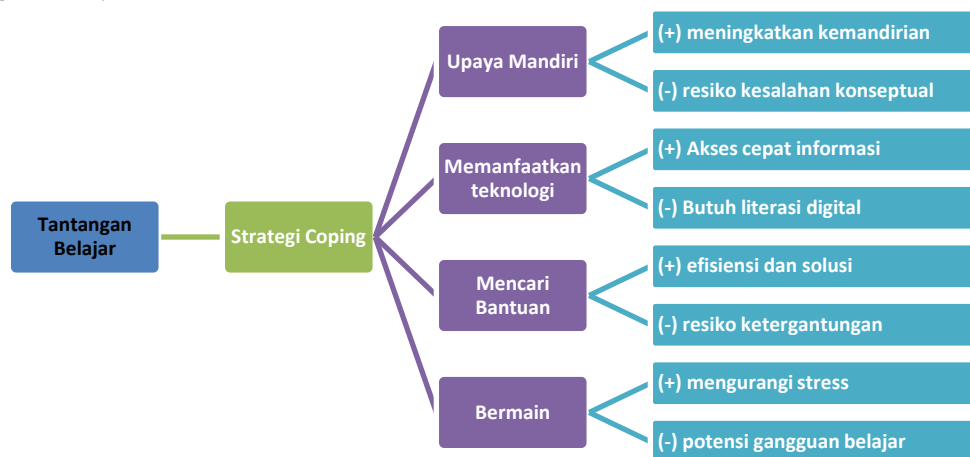 Tantangan
Belajar
Strategi Coping
Upaya Mandiri
(+) meningkatkan kemandirian
(-) resiko kesalahan konseptual
Memanfaatkan
teknologi
(+) Akses cepat informasi
(-) Butuh literasi digital
Mencari
Bantuan
(+) efisiensi dan solusi
(-) resiko ketergantungan
Bermain
(+) mengurangi stress
(-) potensi gangguan belajar